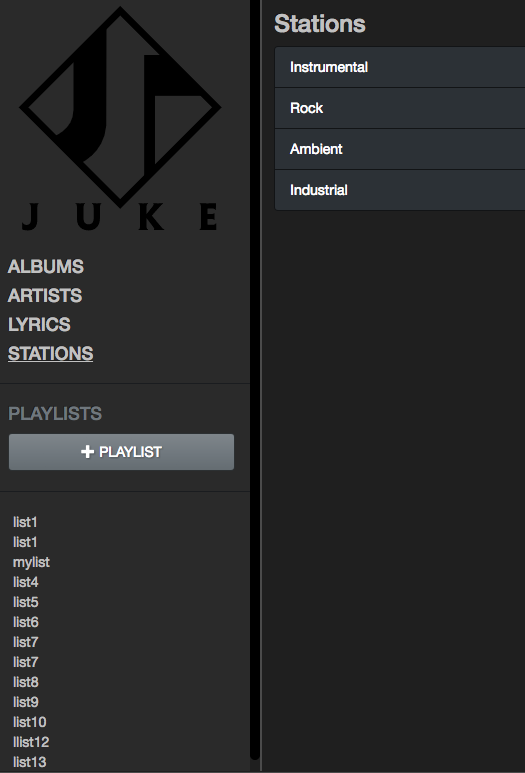 JUKE
ALBUMS
ARTISTS
LYRICS
STATIONS
PLAYLISTS
+ PLAYLIST
list1
list1
mylist
list4
list5
list6
list7
list7
list8
list9
list10
llist12
list13
Stations
Instrumental
Rock
Ambient
Industrial